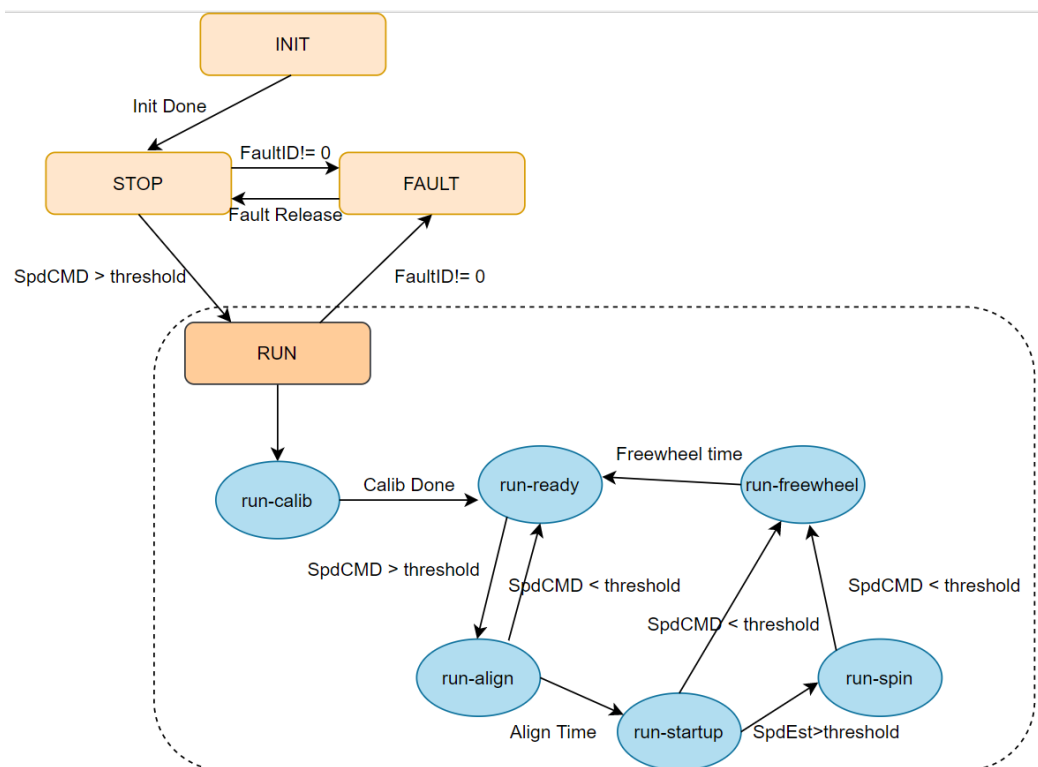 INIT
Init Done
FaultID!= 0
STOP
FAULT
Fault Release
SpdCMD > threshold
FaultID!= 0
RUN
Freewheel time
Calib Done
run-ready
run-freewheel
run-calib
SpdCMD > threshold
SpdCMD < threshold
SpdCMD < threshold
SpdCMD < threshold
run-align
run-spin
Align Time
run-startup
SpdEst>threshold